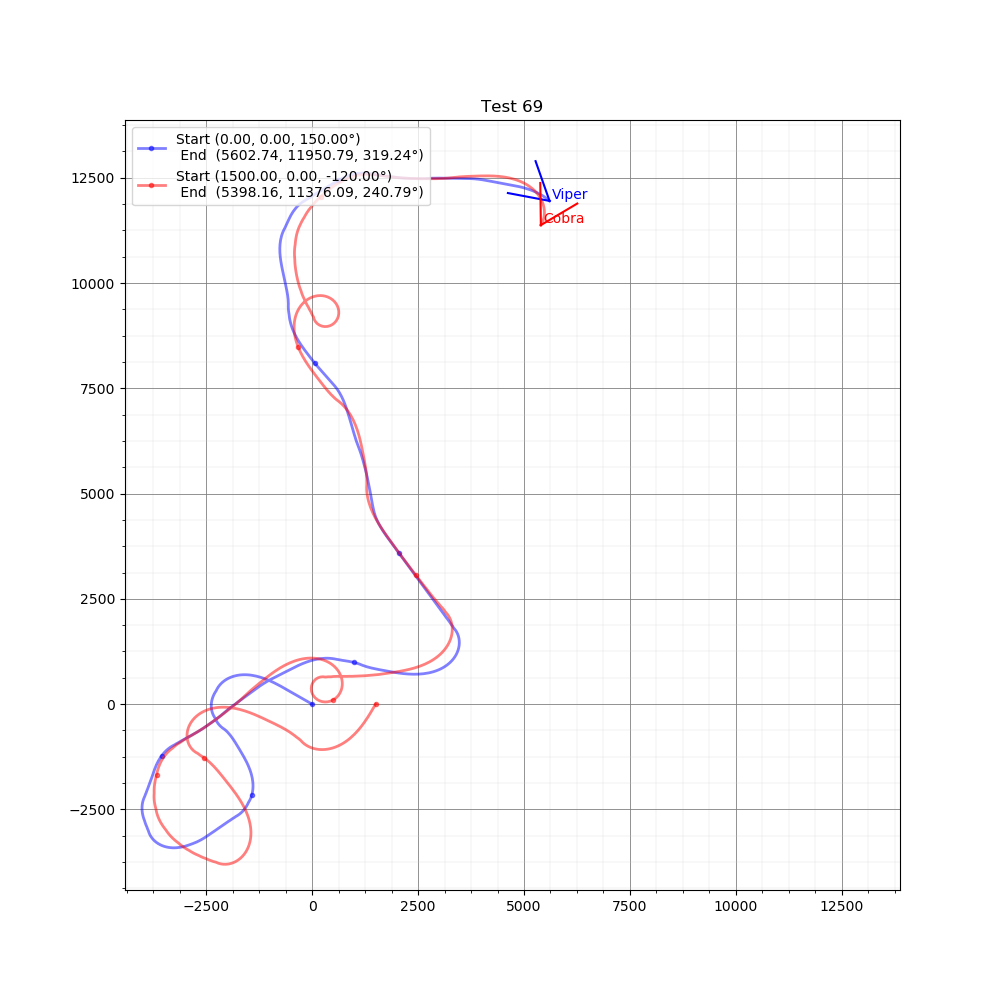 Test 69
Start (0.00, 0.00, 150.00°)
End  (5602.74, 11950.79, 319.24°)
Start (1500.00, 0.00, -120.00°)
End  (5398.16, 11376.09, 240.79°)
Viper
Cobra
12500
10000
7500
5000
2500
0
−2500
−2500
0
2500
5000
7500
10000
12500